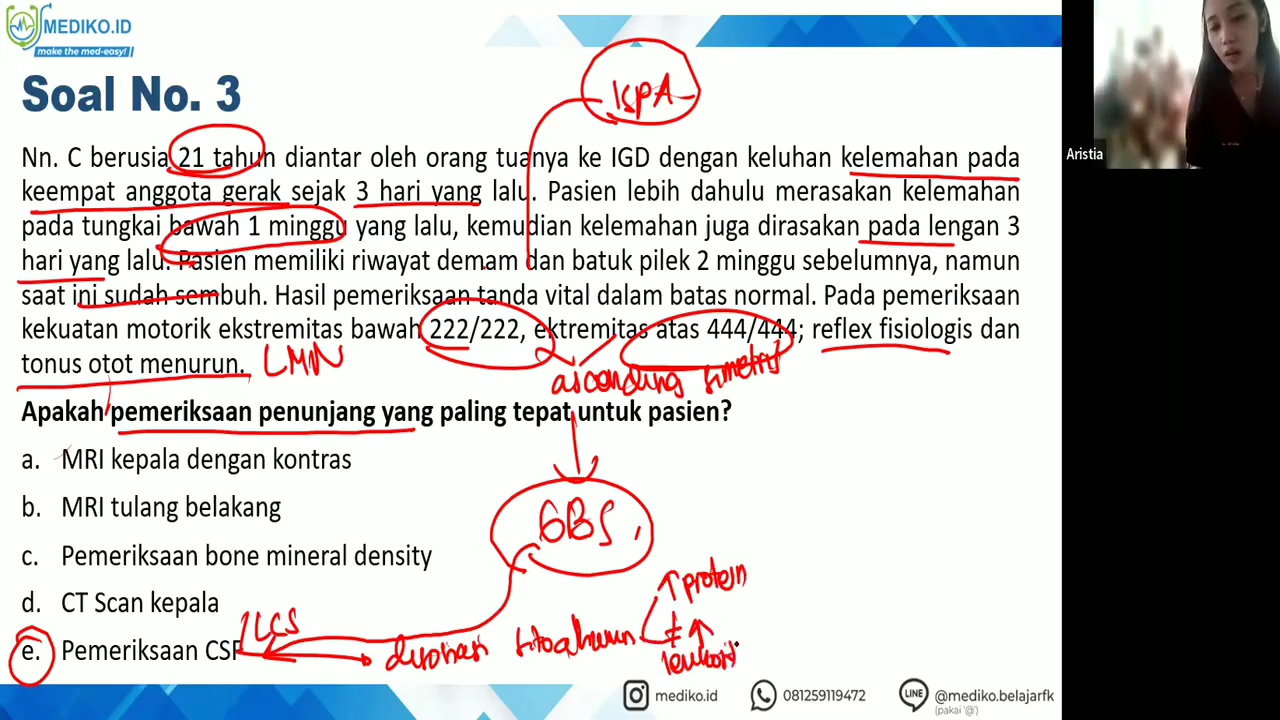 MEDIKO.ID
make the med-easy!
Soal No. 3
ISPA
Nn. C berusia 21 tahun diantar oleh orang tuanya ke IGD dengan keluhan kelemahan pada
keempat anggota gerak sejak 3 hari yang lalu. Pasien lebih dahulu merasakan kelemahan
pada tungkai bawah 1 minggu yang lalu, kemudian kelemahan juga dirasakan pada lengan 3
hari yang lalu. Pasien memiliki riwayat demam dan batuk pilek 2 minggu sebelumnya, namun
saat ini sudah sembuh. Hasil pemeriksaan tanda vital dalam batas normal. Pada pemeriksaan
kekuatan motorik ekstremitas bawah 222/222, ektremitas atas 444/444; reflex fisiologis dan
tonus otot menurun. LMN
ascending simetris
Apakah pemeriksaan penunjang yang paling tepat untuk pasien?
a. MRI kepala dengan kontras
b. MRI tulang belakang
GBS
c. Pemeriksaan bone mineral density
↑ protein
d. CT Scan kepala
LCS
e. Pemeriksaan CSF
disosiasi sitoalbumin
≠ ↑
leukosit
mediko.id
081259119472
LINE
@mediko.belajarfk
(pakai '@')
Aristia